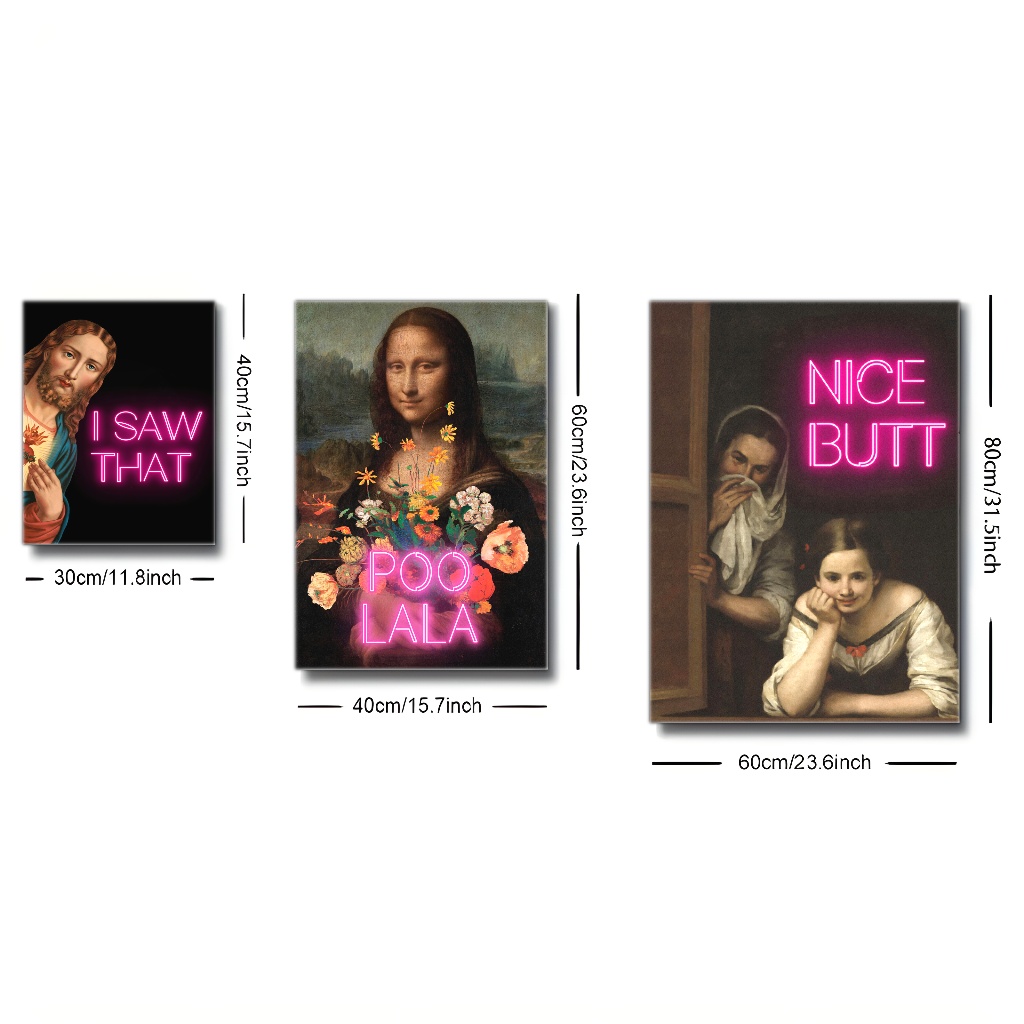 I SAW
THAT
40cm/15.7inch
30cm/11.8inch
POO
LALA
60cm/23.6inch
40cm/15.7inch
NICE
BUTT
80cm/31.5inch
60cm/23.6inch